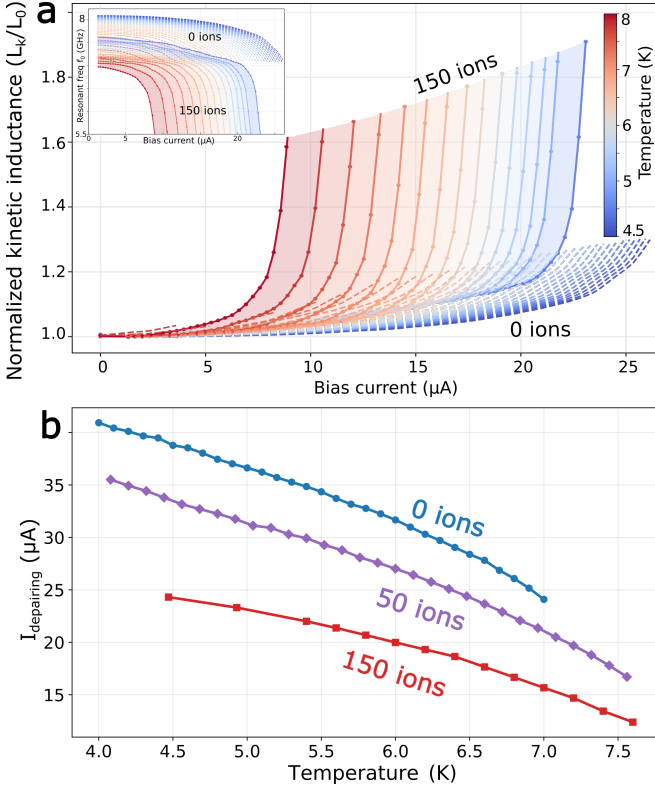 a
Normalized kinetic inductance (Lₖ/L₀)
1.8
1.6
1.4
1.2
1.0
0
5
10
15
20
25
Bias current (μA)
150 ions
0 ions
Resonant freq f₀ (GHz)
8
5.5
0
5
20
Bias current (μA)
0 ions
150 ions
8
7
6
5
4.5
Temperature (K)
b
I_depairing (μA)
35
30
25
20
15
4.0
4.5
5.0
5.5
6.0
6.5
7.0
7.5
Temperature (K)
0 ions
50 ions
150 ions